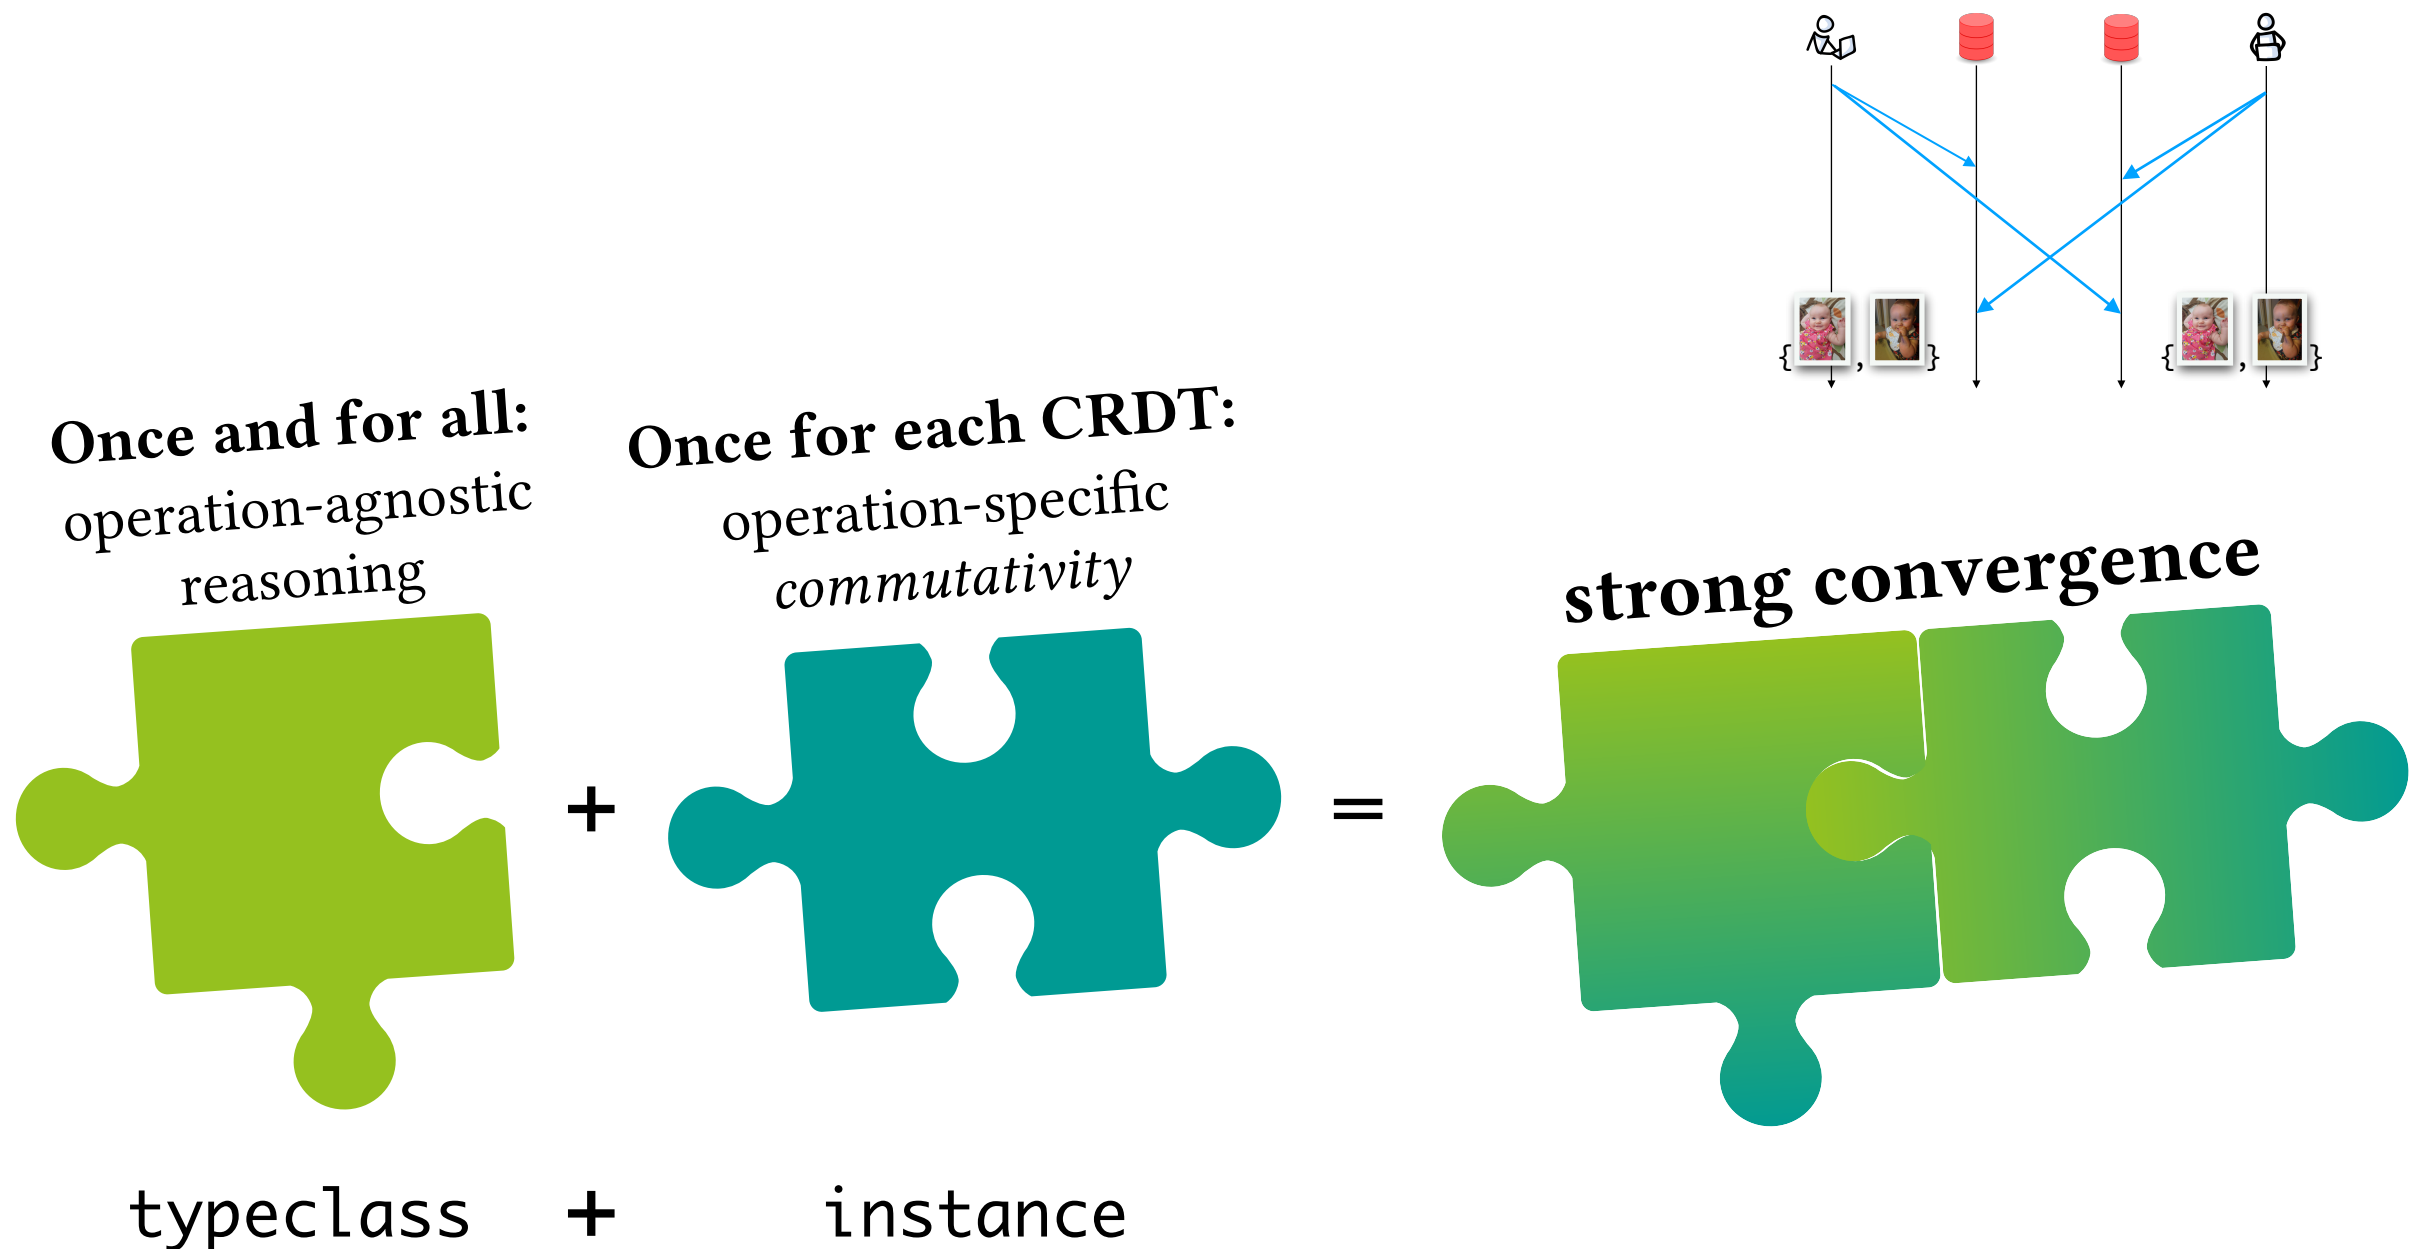 { , } { , }
Once and for all:
operation-agnostic
reasoning
+
Once for each CRDT:
operation-specific
commutativity
=
strong convergence
typeclass + instance